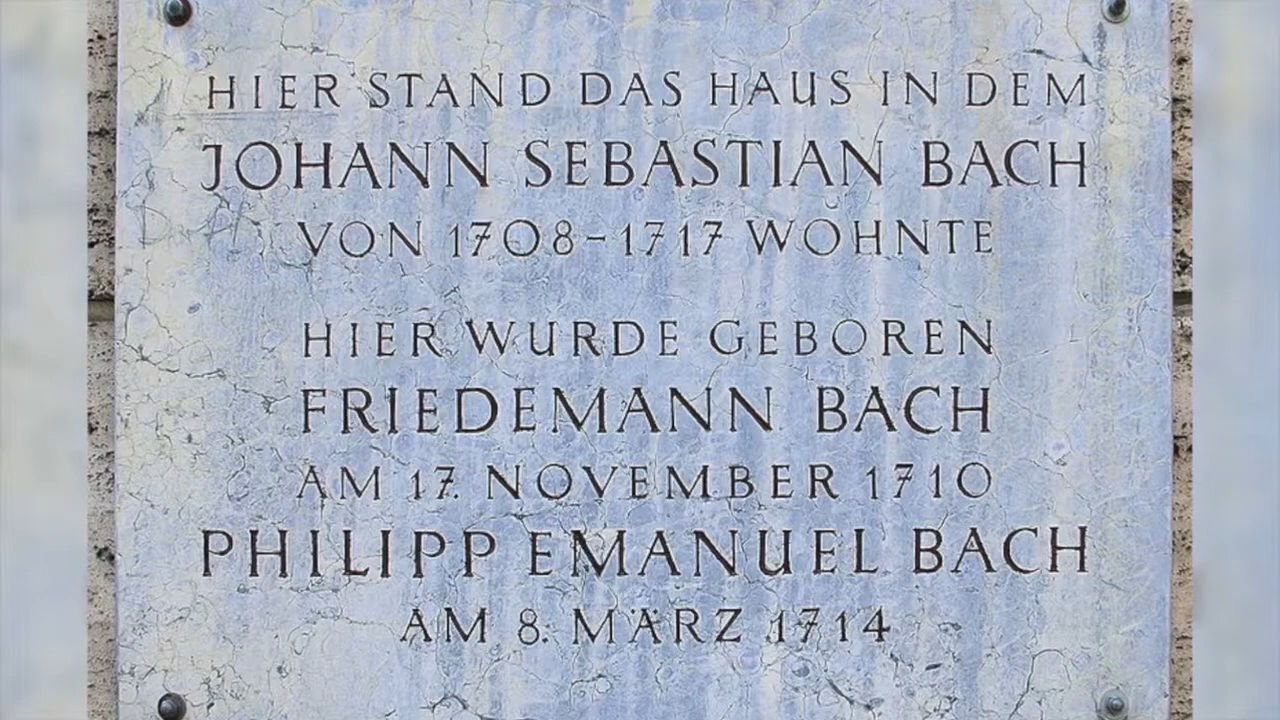 HIER STAND DAS HAUS IN DEM
JOHANN SEBASTIAN BACH
VON 1708-1717 WOHNTE
HIER WURDE GEBOREN
FRIEDEMANN BACH
AM 17. NOVEMBER 1710
PHILIPP EMANUEL BACH
AM 8. MÄRZ 1714